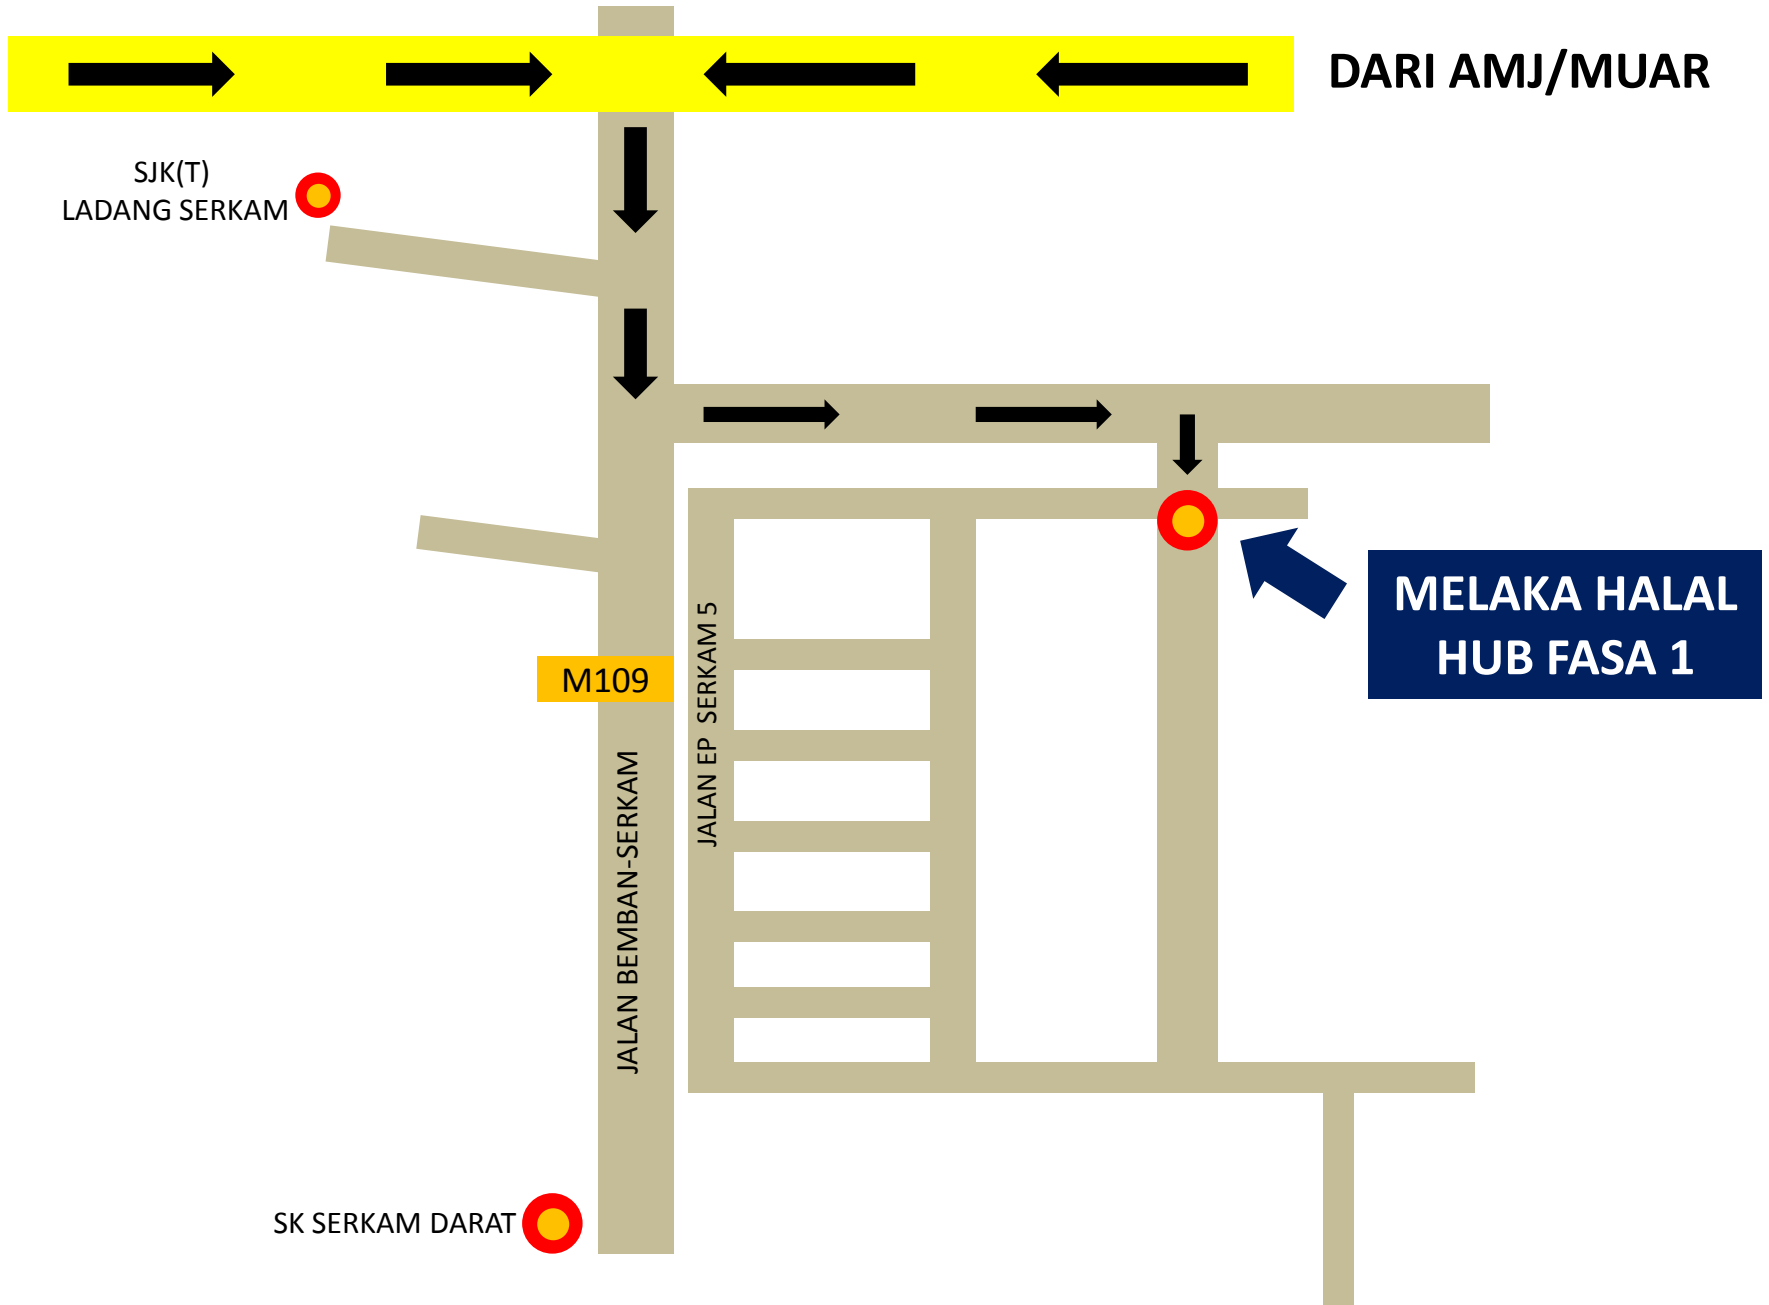 DARI AMJ/MUAR
SJK(T)
LADANG SERKAM
MELAKA HALAL
HUB FASA 1
M109
JALAN EP SERKAM 5
JALAN BEMBAN-SERKAM
SK SERKAM DARAT